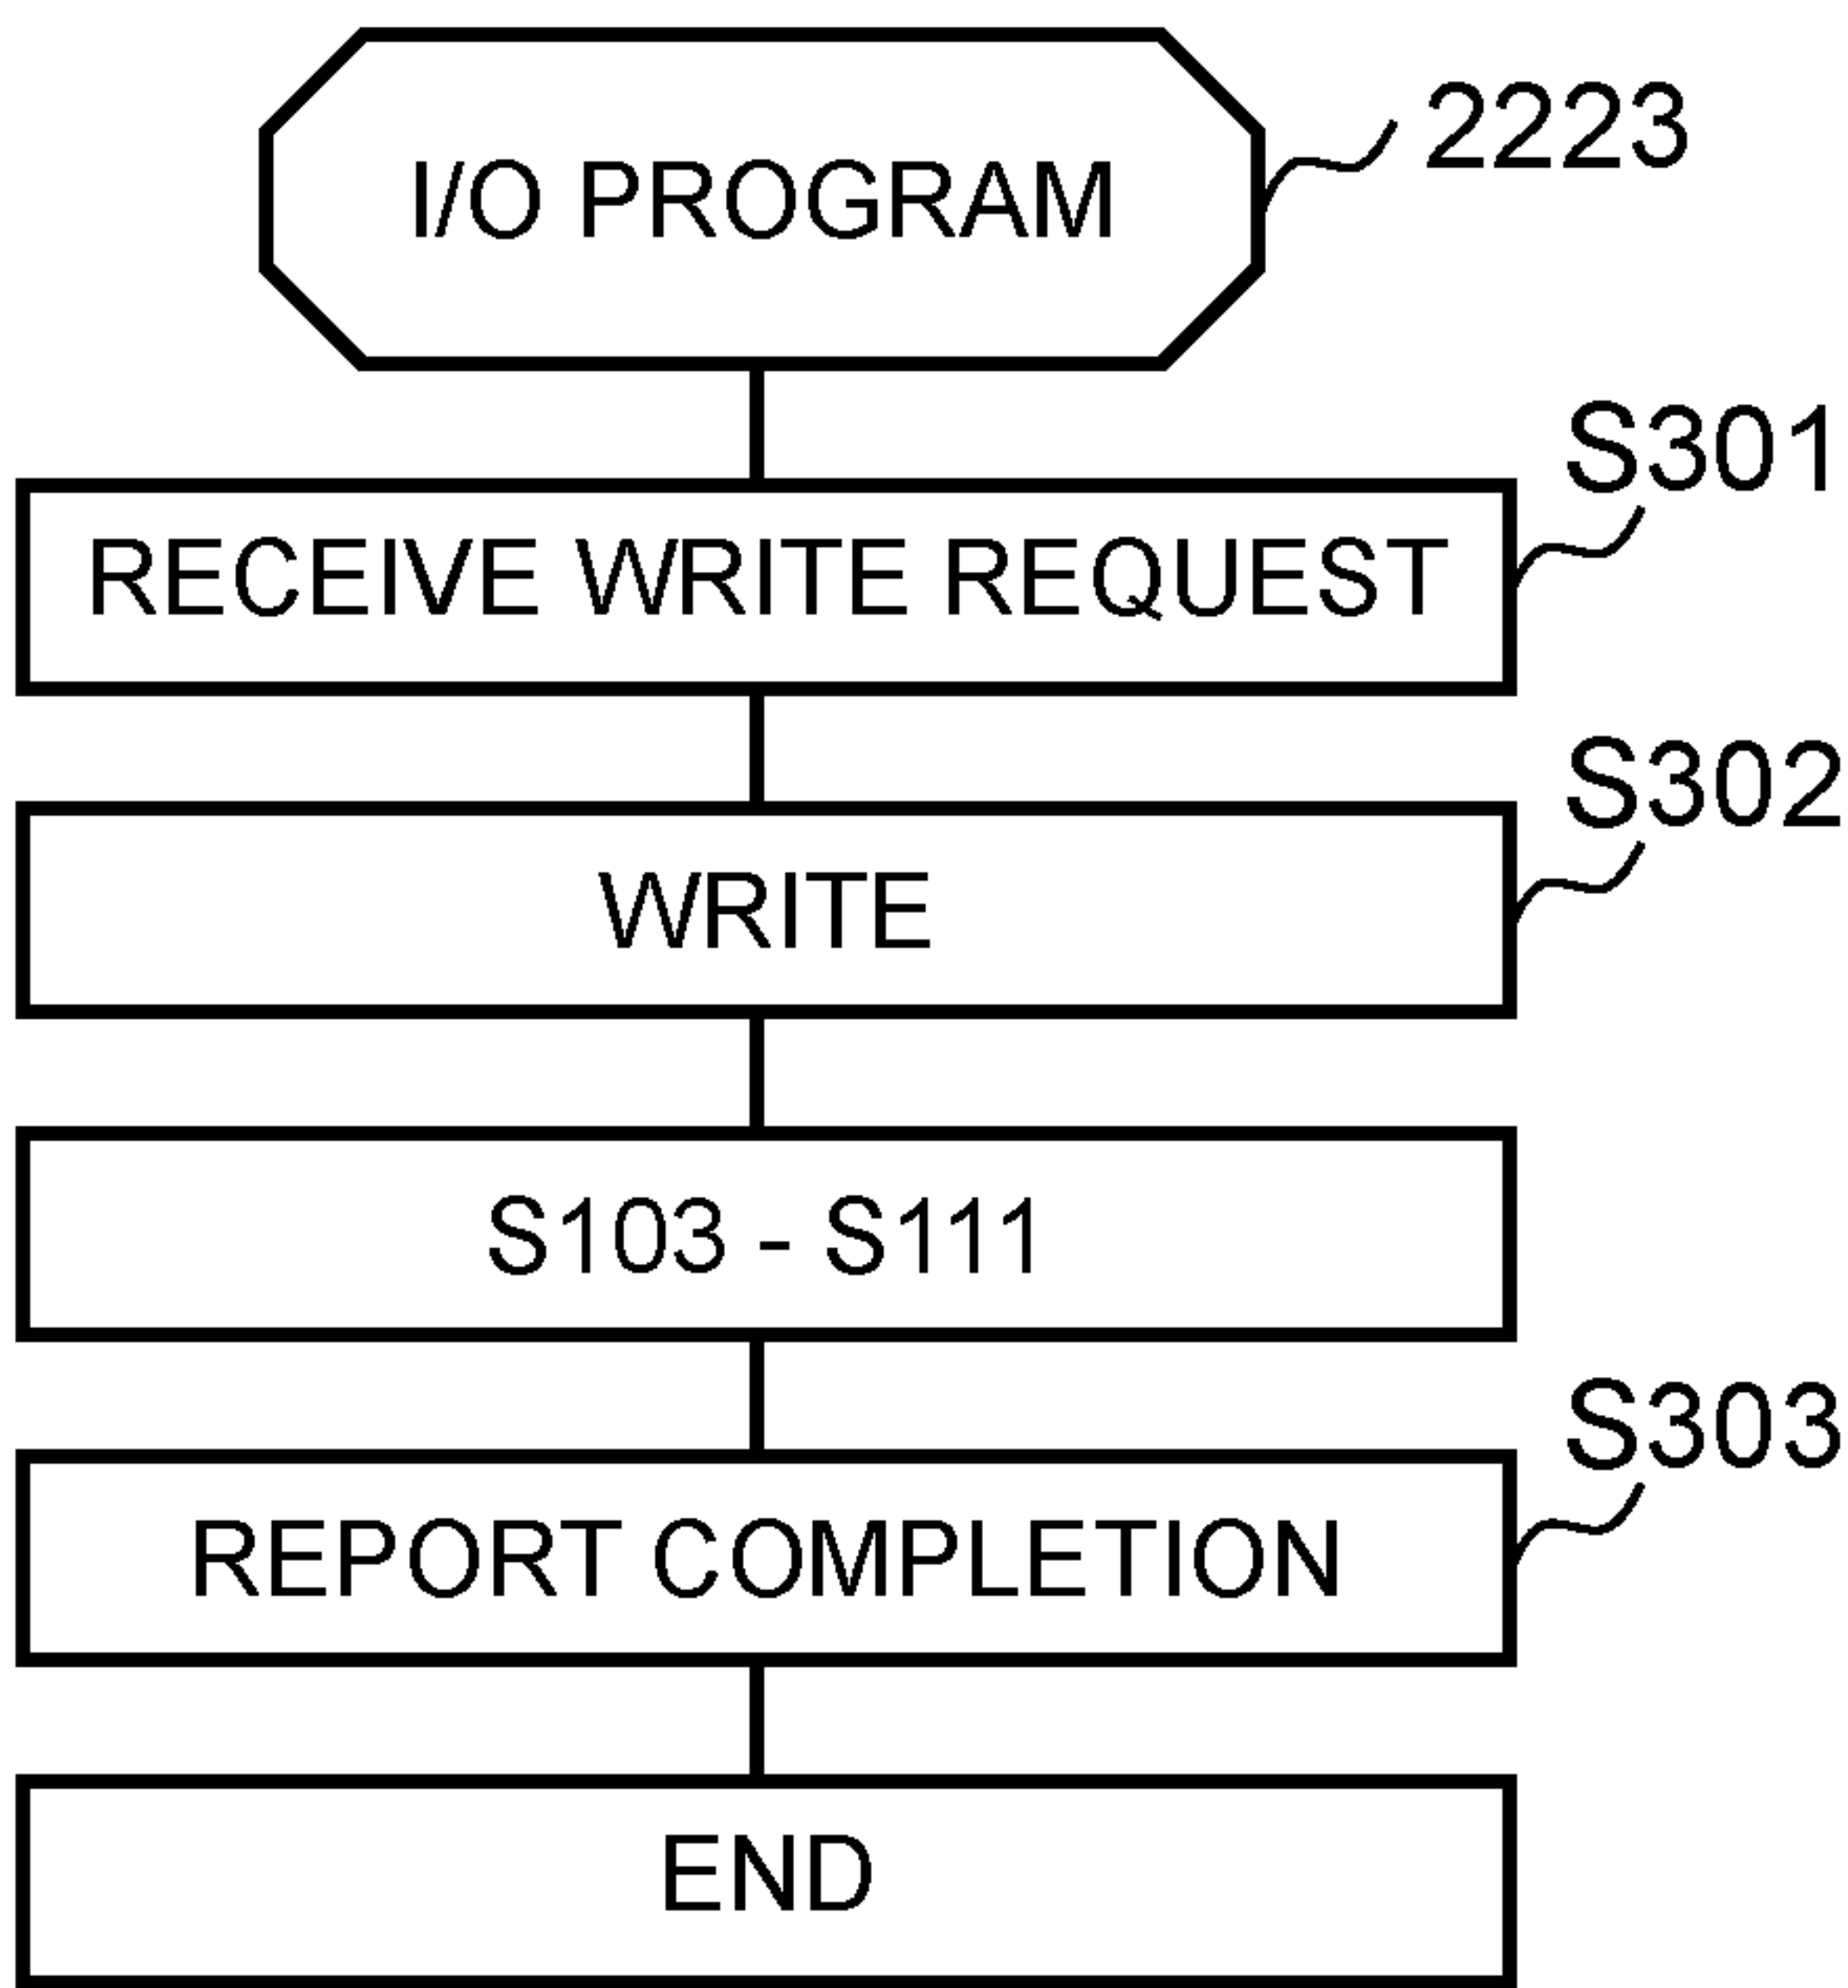 I/O PROGRAM
2223
S301
RECEIVE WRITE REQUEST
S302
WRITE
S103 - S111
S303
REPORT COMPLETION
END